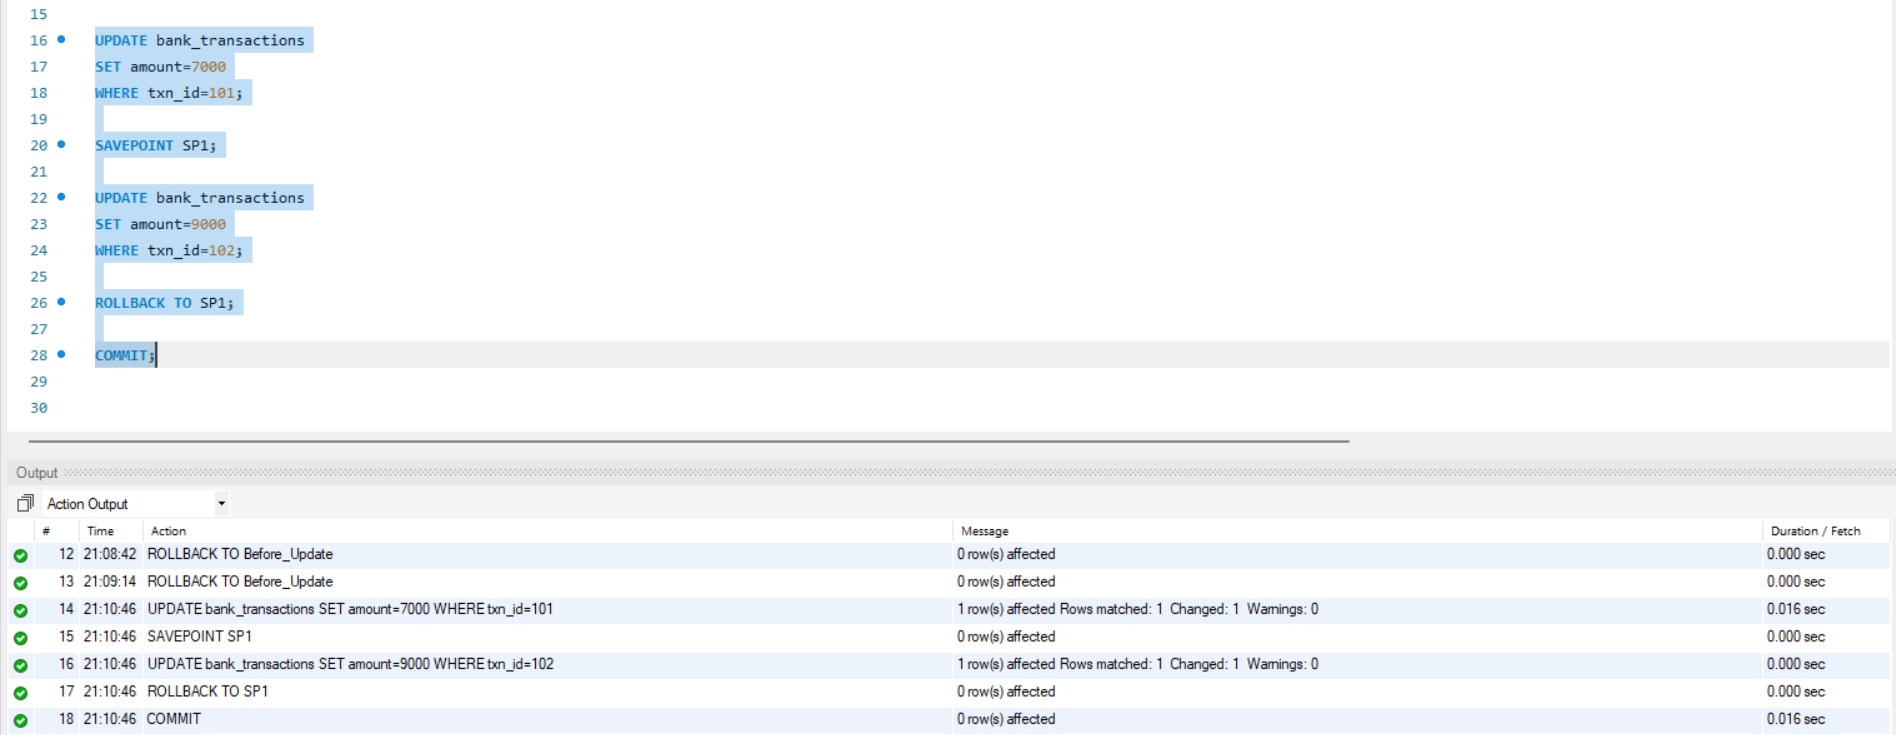 15
16 UPDATE bank_transactions
17 SET amount=7000
18 WHERE txn_id=101;
19
20 SAVEPOINT SP1;
21
22 UPDATE bank_transactions
23 SET amount=9000
24 WHERE txn_id=102;
25
26 ROLLBACK TO SP1;
27
28 COMMIT;
29
30
Output
Action Output
# Time Action Message Duration / Fetch
12 21:08:42 ROLLBACK TO Before_Update 0 row(s) affected 0.000 sec
13 21:09:14 ROLLBACK TO Before_Update 0 row(s) affected 0.000 sec
14 21:10:46 UPDATE bank_transactions SET amount=7000 WHERE txn_id=101 1 row(s) affected Rows matched: 1 Changed: 1 Warnings: 0 0.016 sec
15 21:10:46 SAVEPOINT SP1 0 row(s) affected 0.000 sec
16 21:10:46 UPDATE bank_transactions SET amount=9000 WHERE txn_id=102 1 row(s) affected Rows matched: 1 Changed: 1 Warnings: 0 0.000 sec
17 21:10:46 ROLLBACK TO SP1 0 row(s) affected 0.000 sec
18 21:10:46 COMMIT 0 row(s) affected 0.016 sec